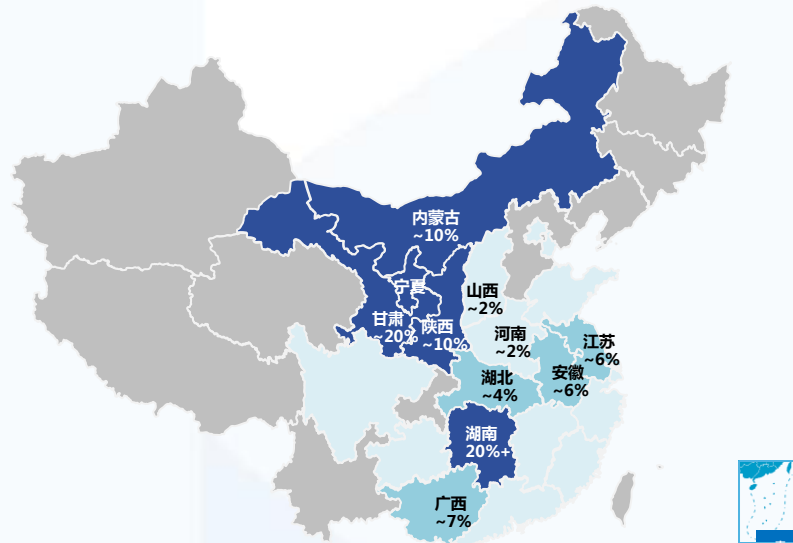 内蒙古
~10%
宁夏
山西
~2%
甘肃
~20%
陕西
~10%
河南
~2%
江苏
~6%
安徽
~6%
湖北
~4%
湖南
20%+
广西
~7%